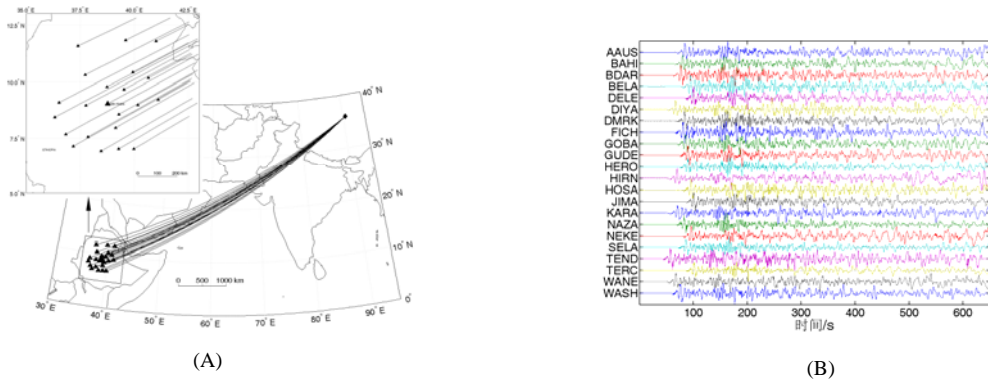 35.0°E 37.5°E 40.0°E 42.5°E
12.5°N
10.0°N
7.5°N
5.0°N
0 100 200 km
40°N
30°N
20°N
10°N
0°
0 500 1000 km
30°E 40°E 50°E 60°E 70°E 80°E 90°E
(A)
AAUS
BAHI
BDAR
BELA
DELE
DIYA
DMRK
FICH
GOBA
GUDE
HERO
HIRN
HOSA
JIMA
KARA
NAZA
NEKE
SELA
TEND
TERC
WANE
WASH
100 200 300 400 500 600
时间/s
(B)